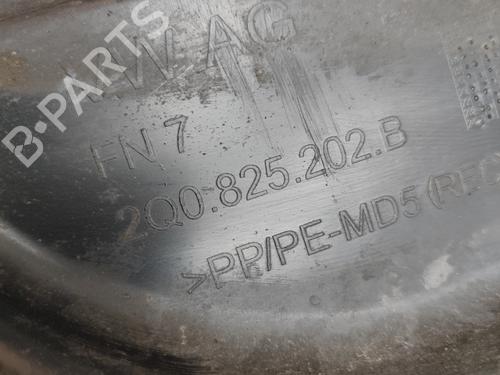 VW AG
FN 7
2Q0.825.202.B
>PP/PE-MD5 (RE
B-PARTS